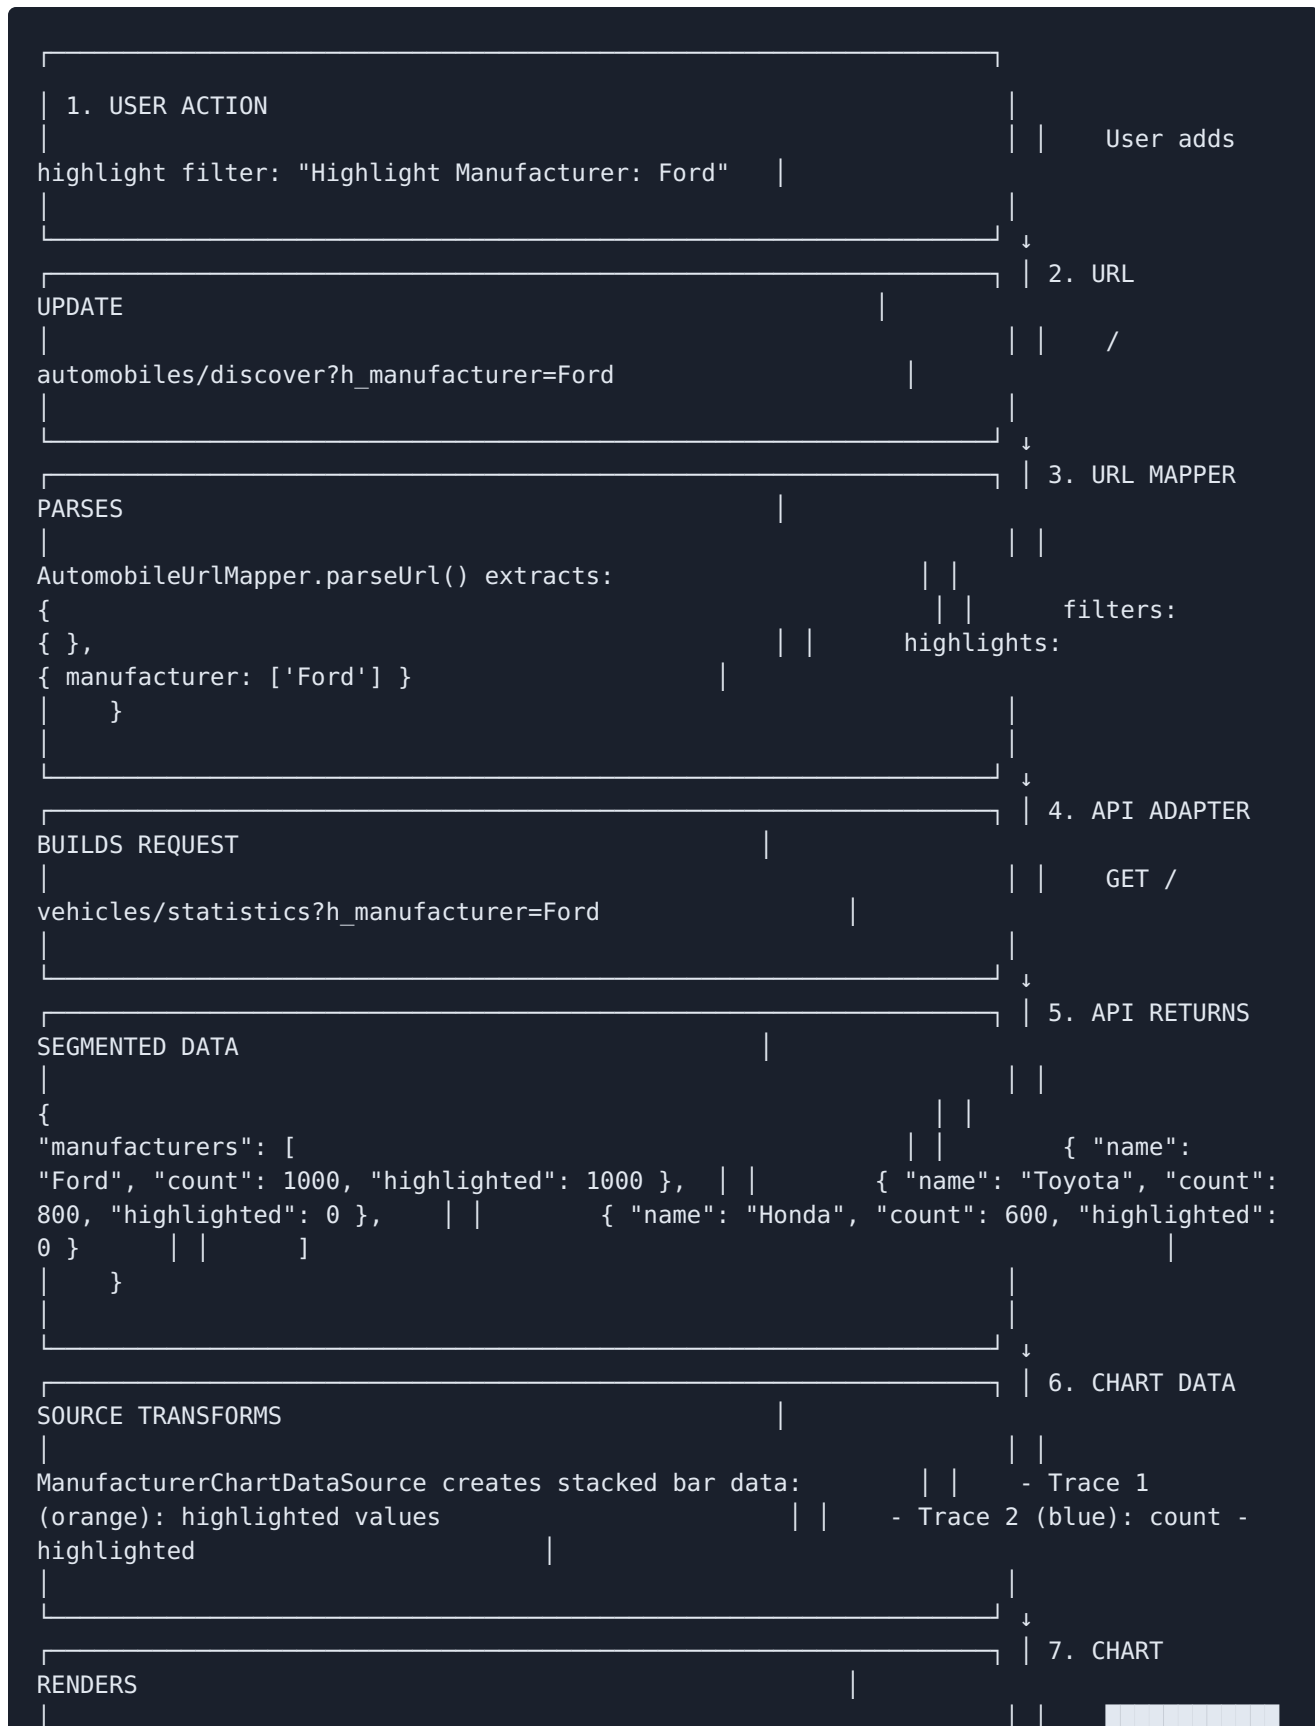 ┌──────────────────────────────────────────────────────────────────┐
│ 1. USER ACTION │
│ │ │ User adds
highlight filter: "Highlight Manufacturer: Ford" │
│ │
└──────────────────────────────────────────────────────────────────┘ ↓
┌──────────────────────────────────────────────────────────────────┐ │ 2. URL
UPDATE │
│ │ │ /
automobiles/discover?h_manufacturer=Ford │
│ │
└──────────────────────────────────────────────────────────────────┘ ↓
┌──────────────────────────────────────────────────────────────────┐ │ 3. URL MAPPER
PARSES │
│ │ │
AutomobileUrlMapper.parseUrl() extracts: │ │
{ │ │ filters:
{ }, │ │ highlights:
{ manufacturer: ['Ford'] } │
│ } │
│ │
└──────────────────────────────────────────────────────────────────┘ ↓
┌──────────────────────────────────────────────────────────────────┐ │ 4. API ADAPTER
BUILDS REQUEST │
│ │ │ GET /
vehicles/statistics?h_manufacturer=Ford │
│ │
└──────────────────────────────────────────────────────────────────┘ ↓
┌──────────────────────────────────────────────────────────────────┐ │ 5. API RETURNS
SEGMENTED DATA │
│ │ │
{ │ │
"manufacturers": [ │ │ { "name":
"Ford", "count": 1000, "highlighted": 1000 }, │ │ { "name": "Toyota", "count":
800, "highlighted": 0 }, │ │ { "name": "Honda", "count": 600, "highlighted":
0 } │ │ ] │
│ } │
│ │
└──────────────────────────────────────────────────────────────────┘ ↓
┌──────────────────────────────────────────────────────────────────┐ │ 6. CHART DATA
SOURCE TRANSFORMS │
│ │ │
ManufacturerChartDataSource creates stacked bar data: │ │ - Trace 1
(orange): highlighted values │ │ - Trace 2 (blue): count -
highlighted │
│ │
└──────────────────────────────────────────────────────────────────┘ ↓
┌──────────────────────────────────────────────────────────────────┐ │ 7. CHART
RENDERS │
│ │ │ ████████████